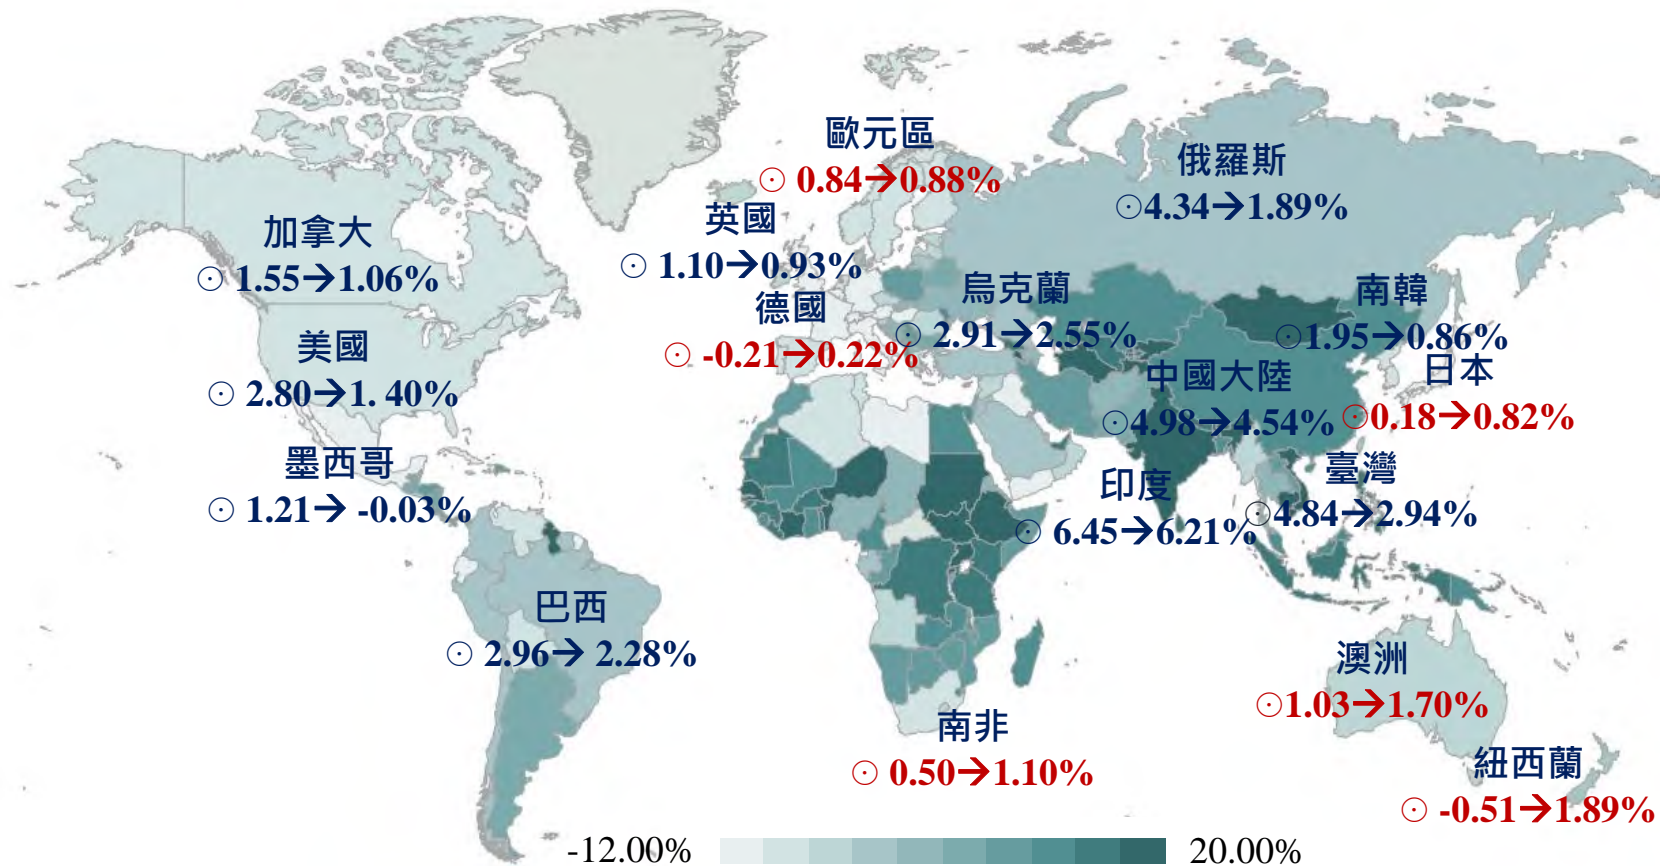 歐元區
⊙ 0.84→0.88%
俄羅斯
⊙4.34→1.89%
加拿大
⊙ 1.55→1.06%
英國
⊙ 1.10→0.93%
德國
⊙ -0.21→0.22%
烏克蘭
⊙ 2.91→2.55%
南韓
⊙1.95→0.86%
美國
⊙ 2.80→1. 40%
中國大陸
⊙4.98→4.54%
日本
⊙0.18→0.82%
墨西哥
⊙ 1.21→ -0.03%
印度
⊙ 6.45→6.21%
臺灣
⊙4.84→2.94%
巴西
⊙ 2.96→ 2.28%
南非
⊙ 0.50→1.10%
澳洲
⊙1.03→1.70%
紐西蘭
⊙ -0.51→1.89%
-12.00% 20.00%